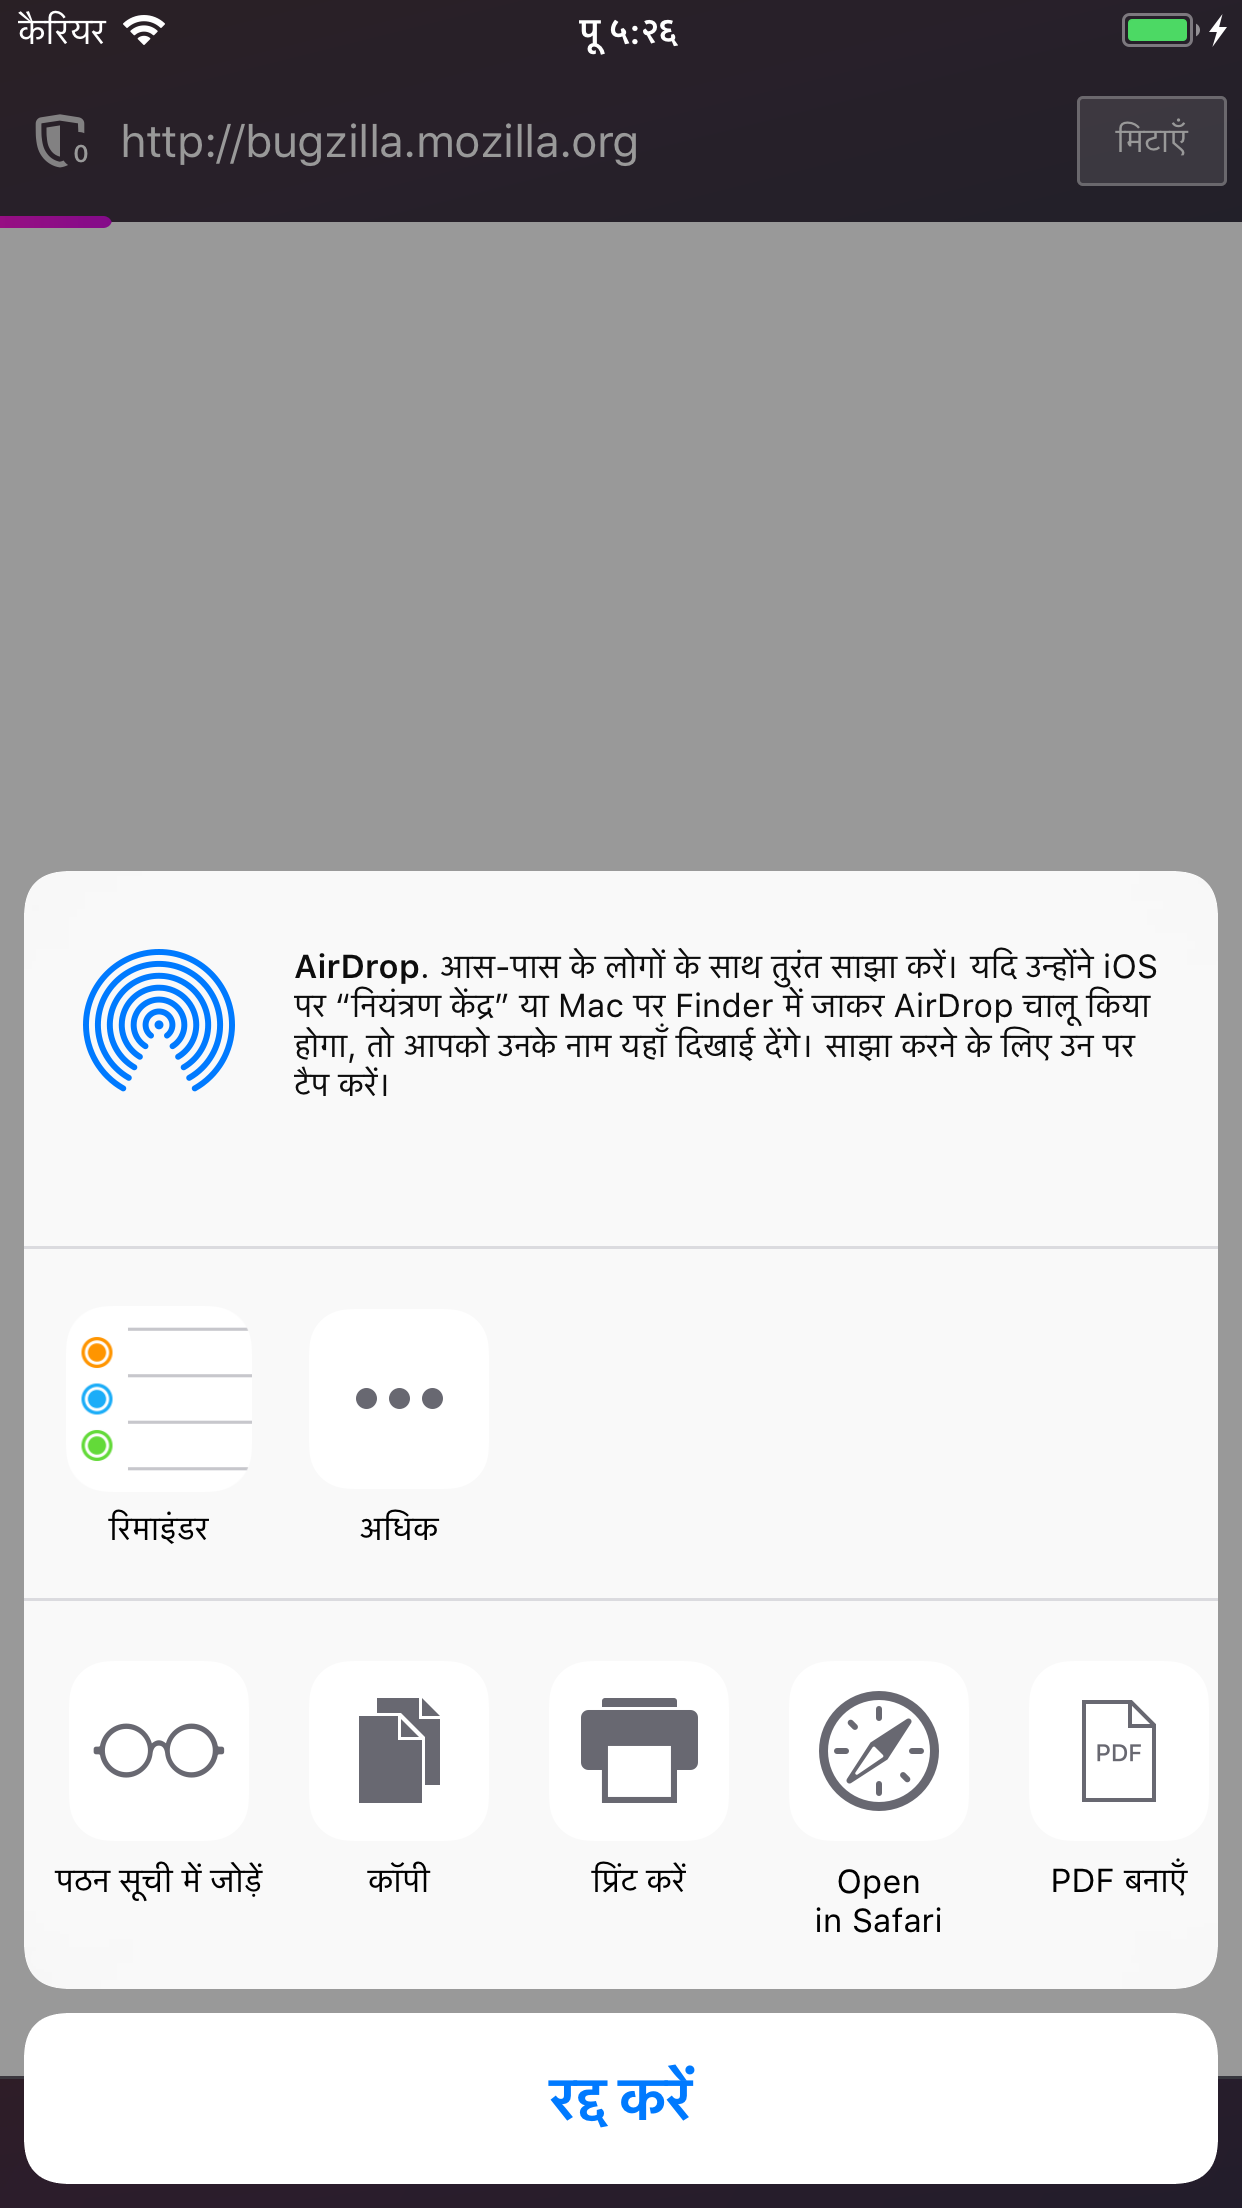 कैरियर
पू ५:२६
0
http://bugzilla.mozilla.org
मिटाएँ
AirDrop. आस-पास के लोगों के साथ तुरंत साझा करें। यदि उन्होंने iOS
पर “नियंत्रण केंद्र” या Mac पर Finder में जाकर AirDrop चालू किया
होगा, तो आपको उनके नाम यहाँ दिखाई देंगे। साझा करने के लिए उन पर
टैप करें।
रिमाइंडर
अधिक
PDF
पठन सूची में जोड़ें
कॉपी
प्रिंट करें
Open
in Safari
PDF बनाएँ
रद्द करें